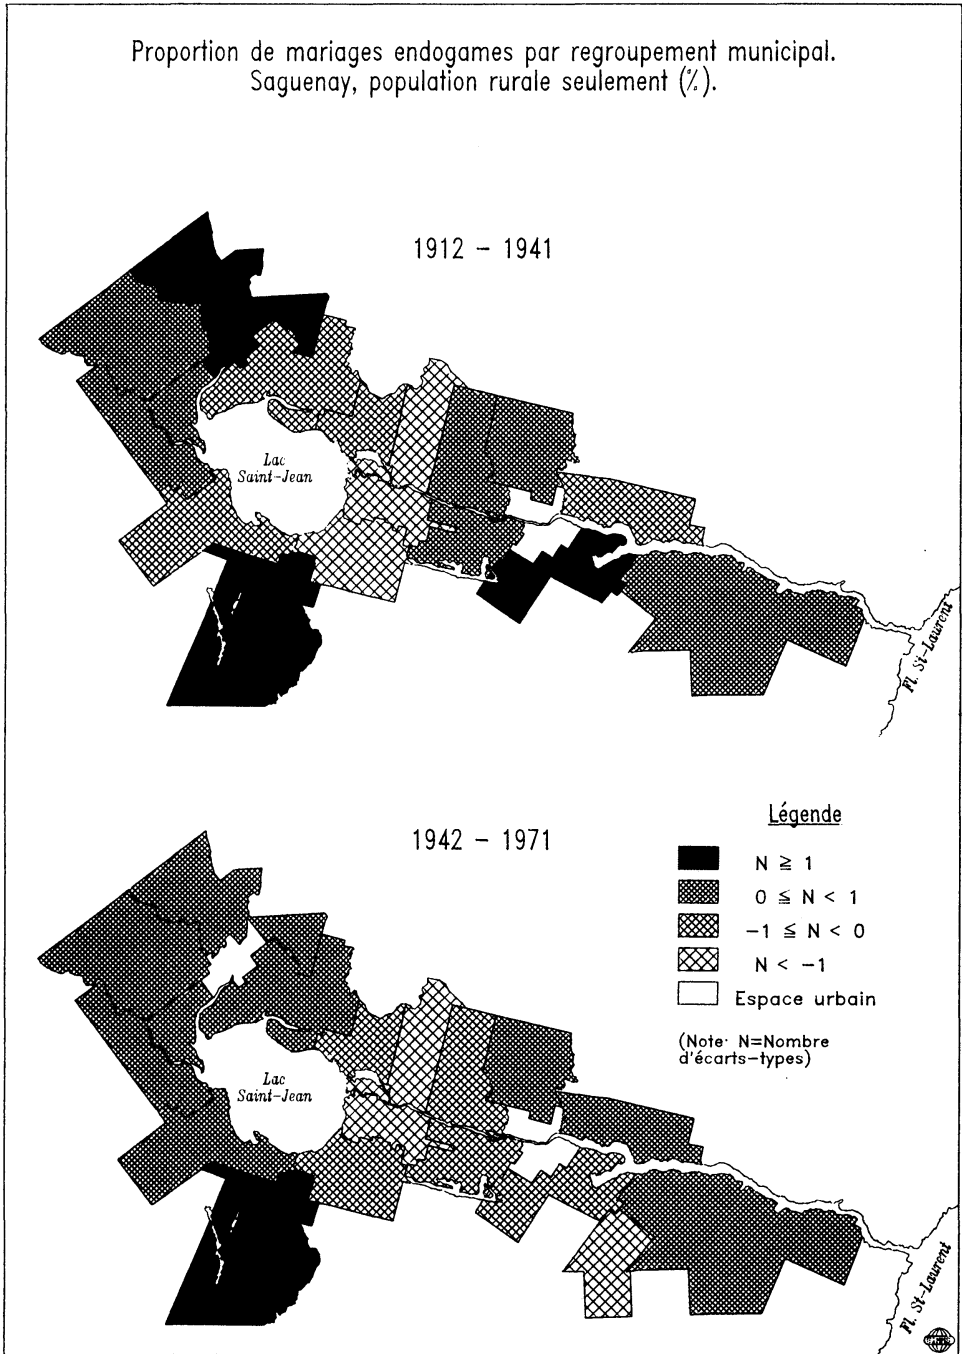 Proportion de mariages endogames par regroupement municipal.
Saguenay, population rurale seulement (%).
1912 - 1941
Lac
Saint-Jean
Fl. St-Laurent
1942 - 1971
Légende
N ≧ 1
0 ≦ N < 1
-1 ≦ N < 0
N < -1
Espace urbain
(Note· N=Nombre
d'écarts-types)
Lac
Saint-Jean
Fl. St-Laurent